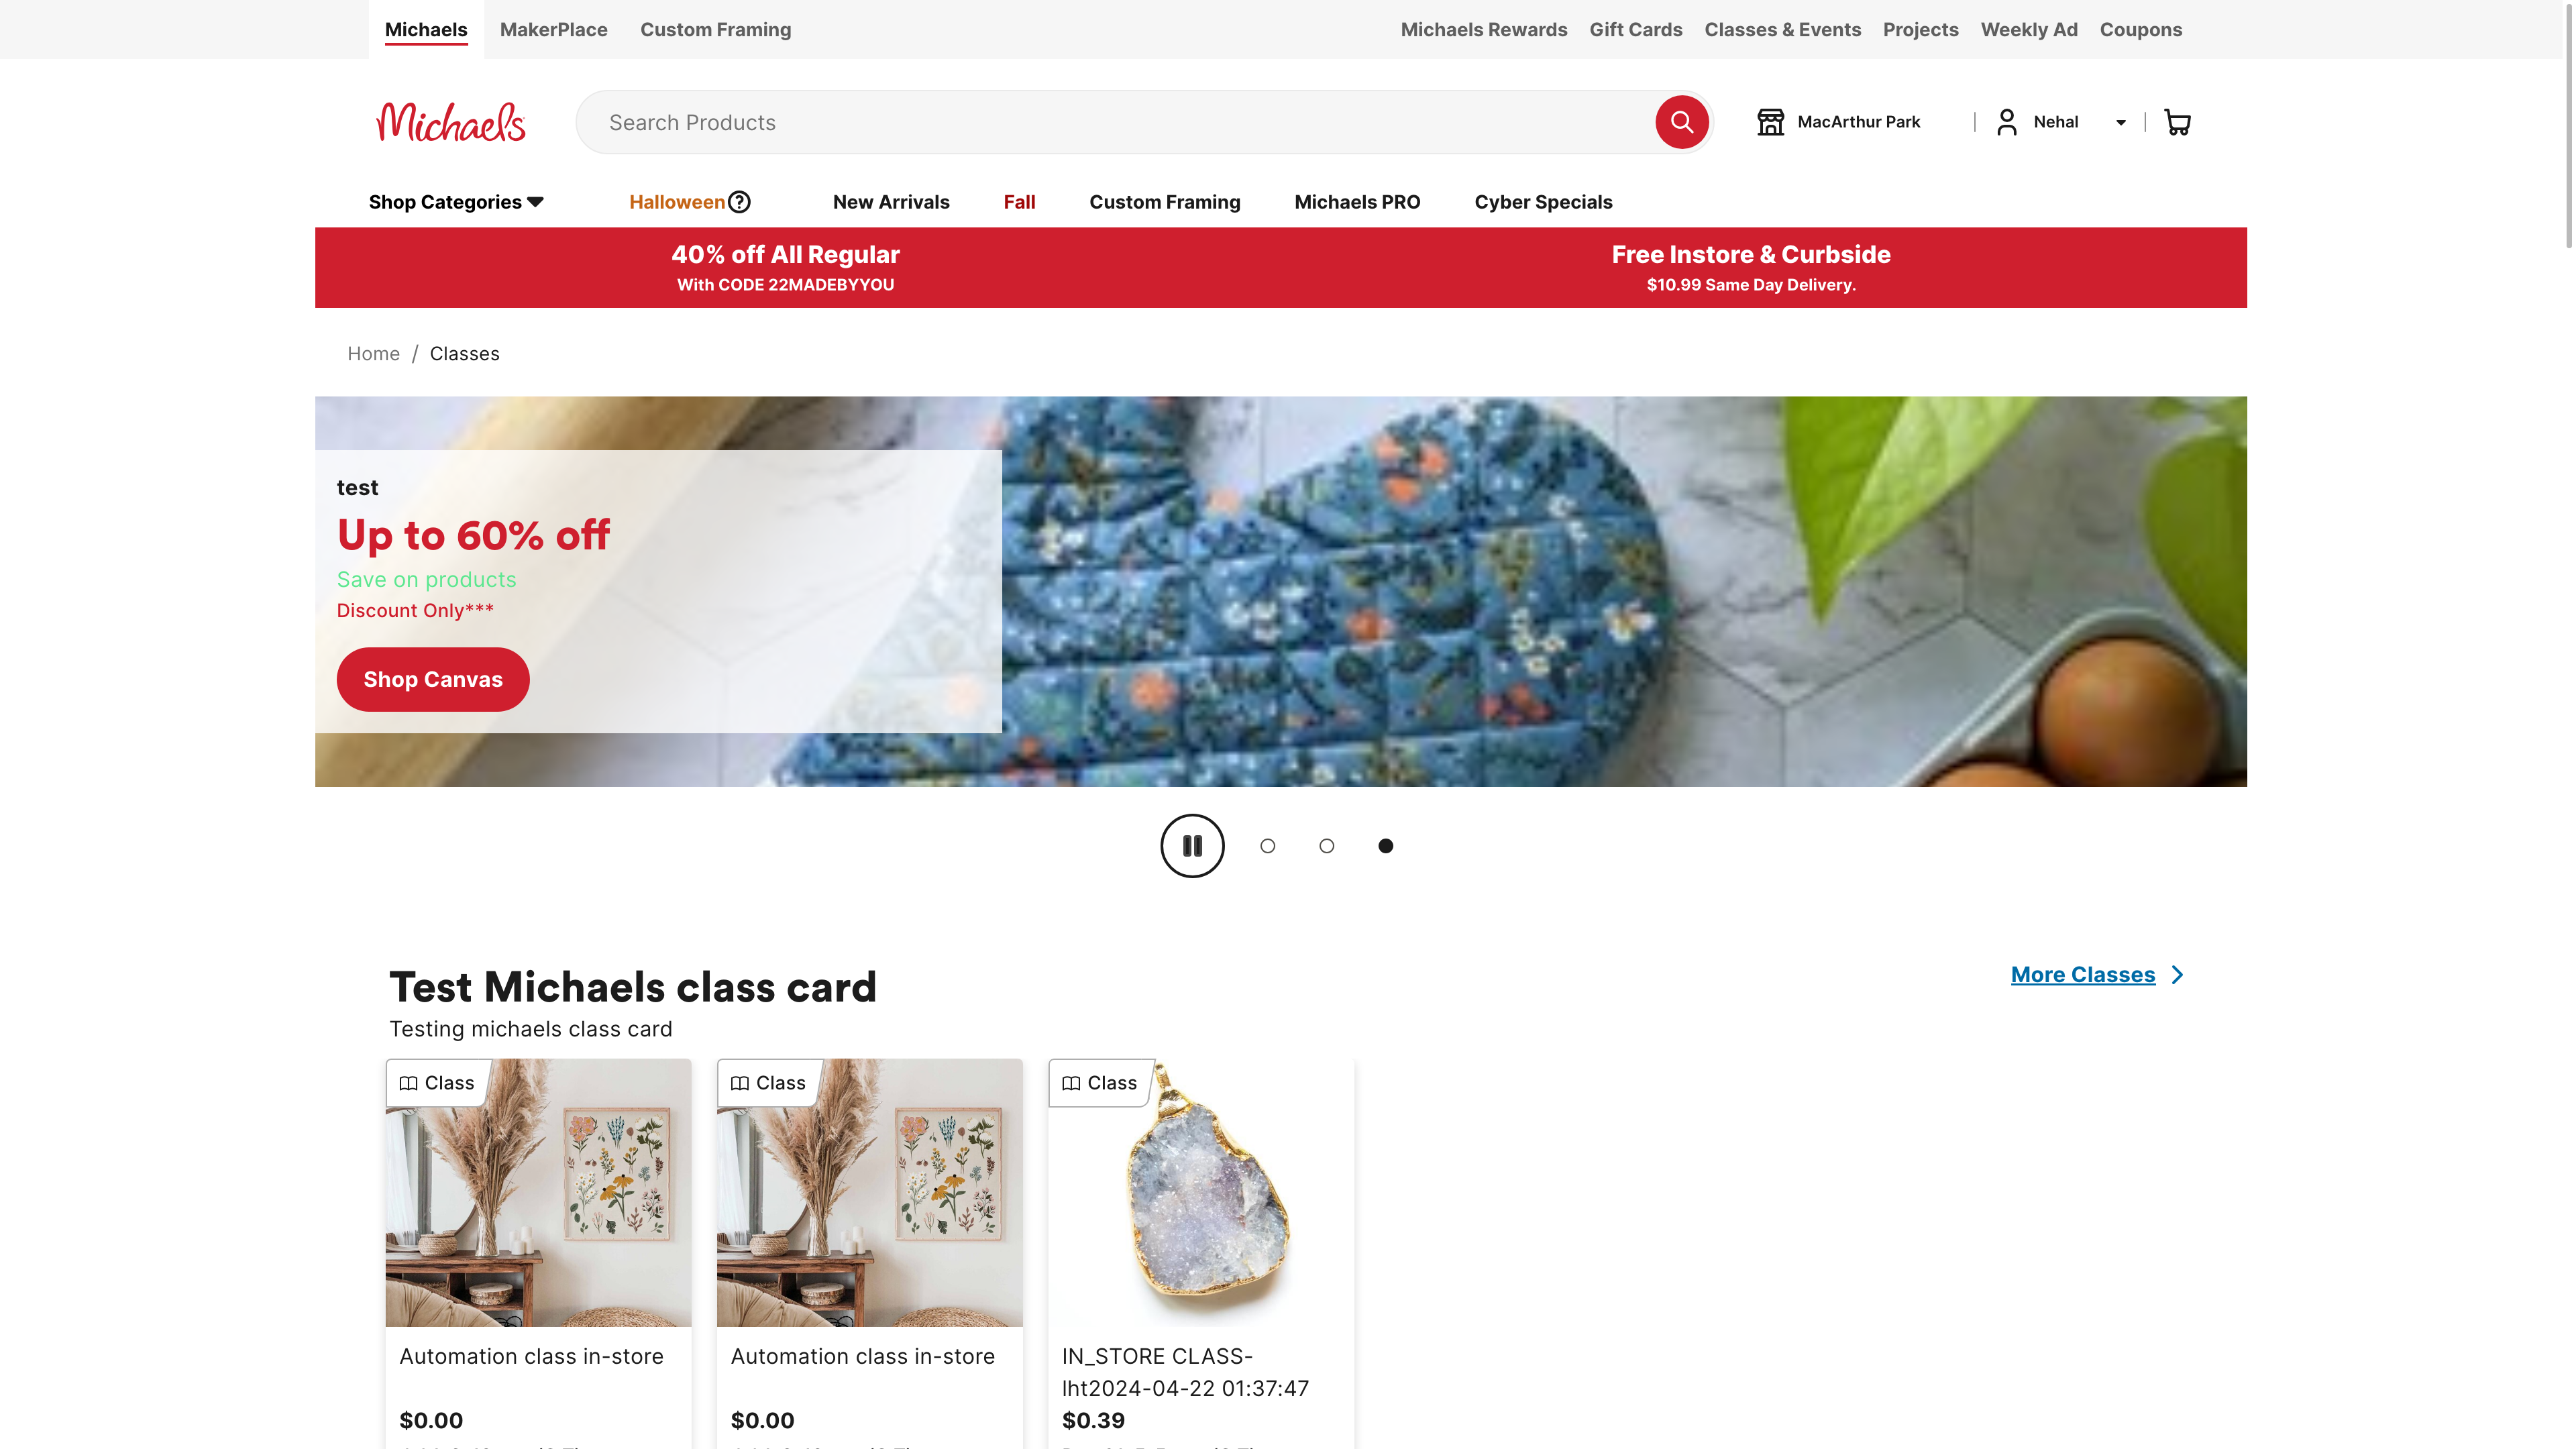 Michaels MakerPlace Custom Framing Michaels Rewards Gift Cards Classes & Events Projects Weekly Ad Coupons
Michaels Search Products MacArthur Park Nehal
Shop Categories Halloween New Arrivals Fall Custom Framing Michaels PRO Cyber Specials
40% off All Regular Free Instore & Curbside
With CODE 22MADEBYYOU $10.99 Same Day Delivery.
Home / Classes
test
Up to 60% off
Save on products
Discount Only***
Shop Canvas
Test Michaels class card More Classes
Testing michaels class card
Class Class Class
Automation class in-store Automation class in-store IN_STORE CLASS-
lht2024-04-22 01:37:47
$0.00 $0.00 $0.39